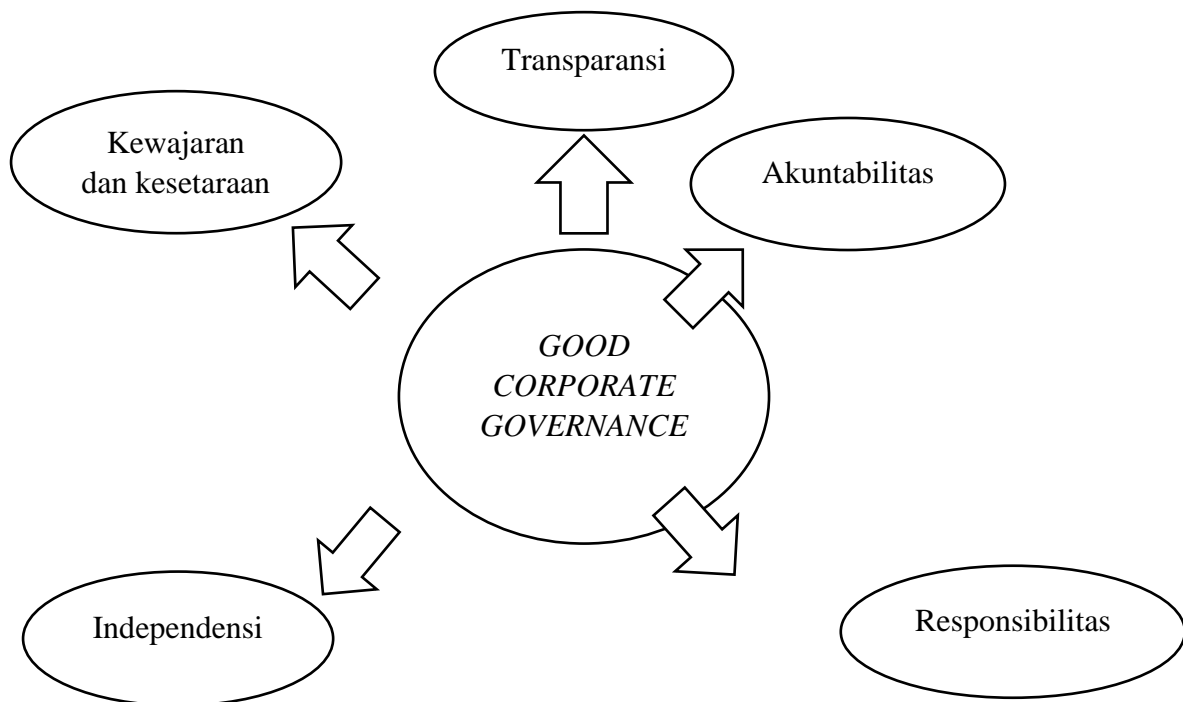 Transparansi
Kewajaran
dan kesetaraan
Akuntabilitas
GOOD
CORPORATE
GOVERNANCE
Independensi
Responsibilitas